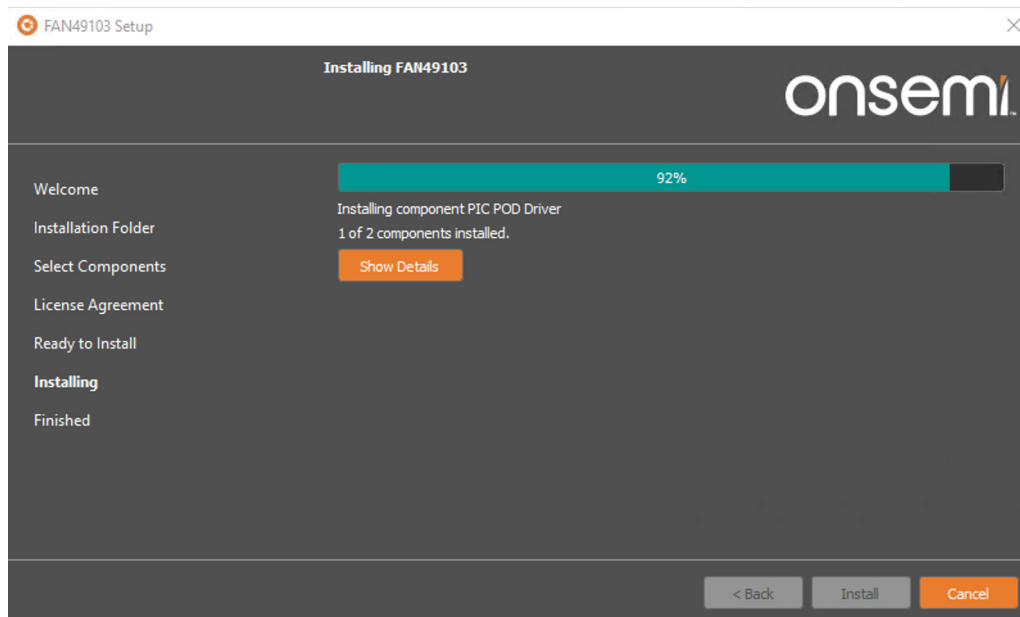 FAN49103 Setup
Installing FAN49103
onsemi
Welcome
Installation Folder
Select Components
License Agreement
Ready to Install
Installing
Finished
92%
Installing component PIC POD Driver
1 of 2 components installed.
Show Details
< Back
Install
Cancel